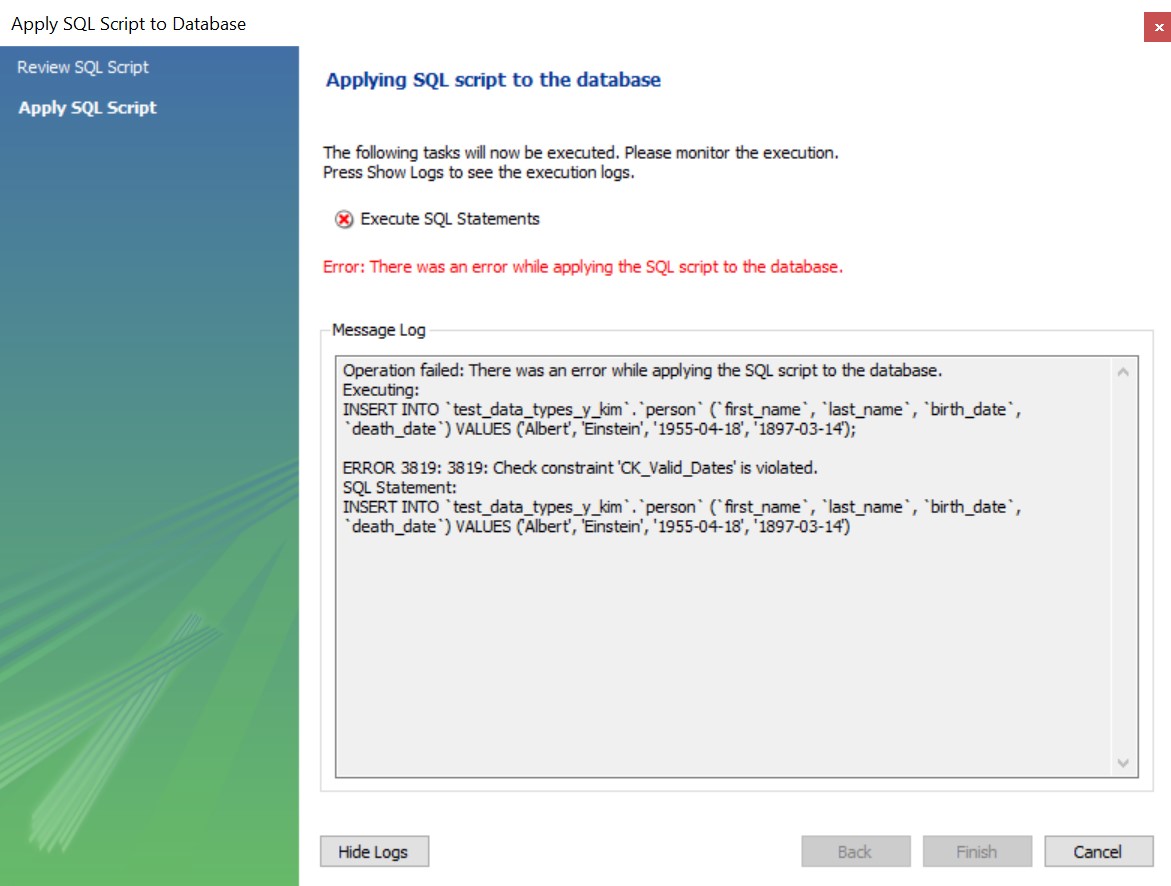 Apply SQL Script to Database
Review SQL Script
Apply SQL Script
Applying SQL script to the database
The following tasks will now be executed. Please monitor the execution.
Press Show Logs to see the execution logs.
Execute SQL Statements
Error: There was an error while applying the SQL script to the database.
Message Log
Operation failed: There was an error while applying the SQL script to the database.
Executing:
INSERT INTO `test_data_types_y_kim`.`person` (`first_name`, `last_name`, `birth_date`,
`death_date`) VALUES ('Albert', 'Einstein', '1955-04-18', '1897-03-14');
ERROR 3819: 3819: Check constraint 'CK_Valid_Dates' is violated.
SQL Statement:
INSERT INTO `test_data_types_y_kim`.`person` (`first_name`, `last_name`, `birth_date`,
`death_date`) VALUES ('Albert', 'Einstein', '1955-04-18', '1897-03-14')
Hide Logs
Back
Finish
Cancel